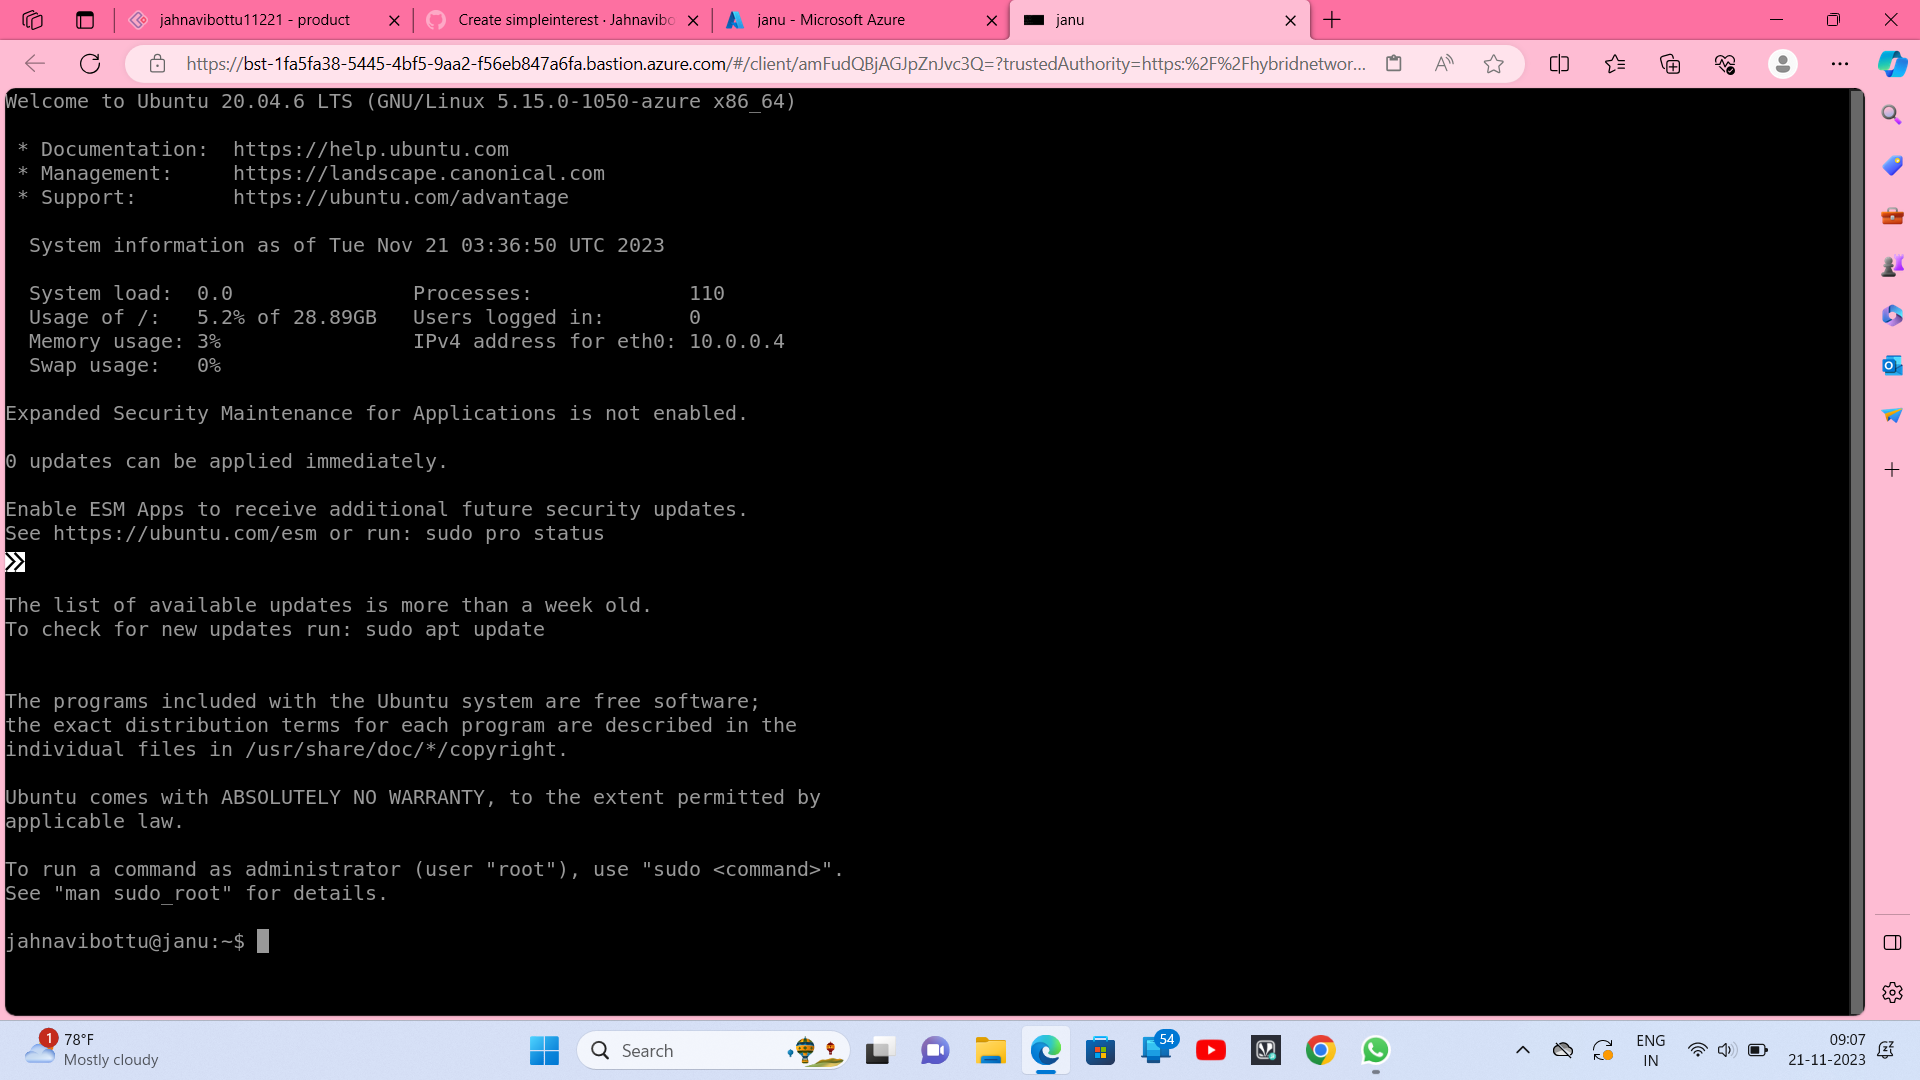 jahnavibottu11221 - product
Create simpleinterest · Jahnavibo
janu - Microsoft Azure
janu
https://bst-1fa5fa38-5445-4bf5-9aa2-f56eb847a6fa.bastion.azure.com/#/client/amFudQBjAGJpZnJvc3Q=?trustedAuthority=https:%2F%2Fhybridnetwor...
Welcome to Ubuntu 20.04.6 LTS (GNU/Linux 5.15.0-1050-azure x86_64)
* Documentation:  https://help.ubuntu.com
* Management:     https://landscape.canonical.com
* Support:        https://ubuntu.com/advantage
System information as of Tue Nov 21 03:36:50 UTC 2023
System load:  0.0               Processes:             110
Usage of /:   5.2% of 28.89GB   Users logged in:       0
Memory usage: 3%                IPv4 address for eth0: 10.0.0.4
Swap usage:   0%
Expanded Security Maintenance for Applications is not enabled.
0 updates can be applied immediately.
Enable ESM Apps to receive additional future security updates.
See https://ubuntu.com/esm or run: sudo pro status
The list of available updates is more than a week old.
To check for new updates run: sudo apt update
The programs included with the Ubuntu system are free software;
the exact distribution terms for each program are described in the
individual files in /usr/share/doc/*/copyright.
Ubuntu comes with ABSOLUTELY NO WARRANTY, to the extent permitted by
applicable law.
To run a command as administrator (user "root"), use "sudo <command>".
See "man sudo_root" for details.
jahnavibottu@janu:~$
1
78°F
Mostly cloudy
Search
54
ENG
IN
09:07
21-11-2023